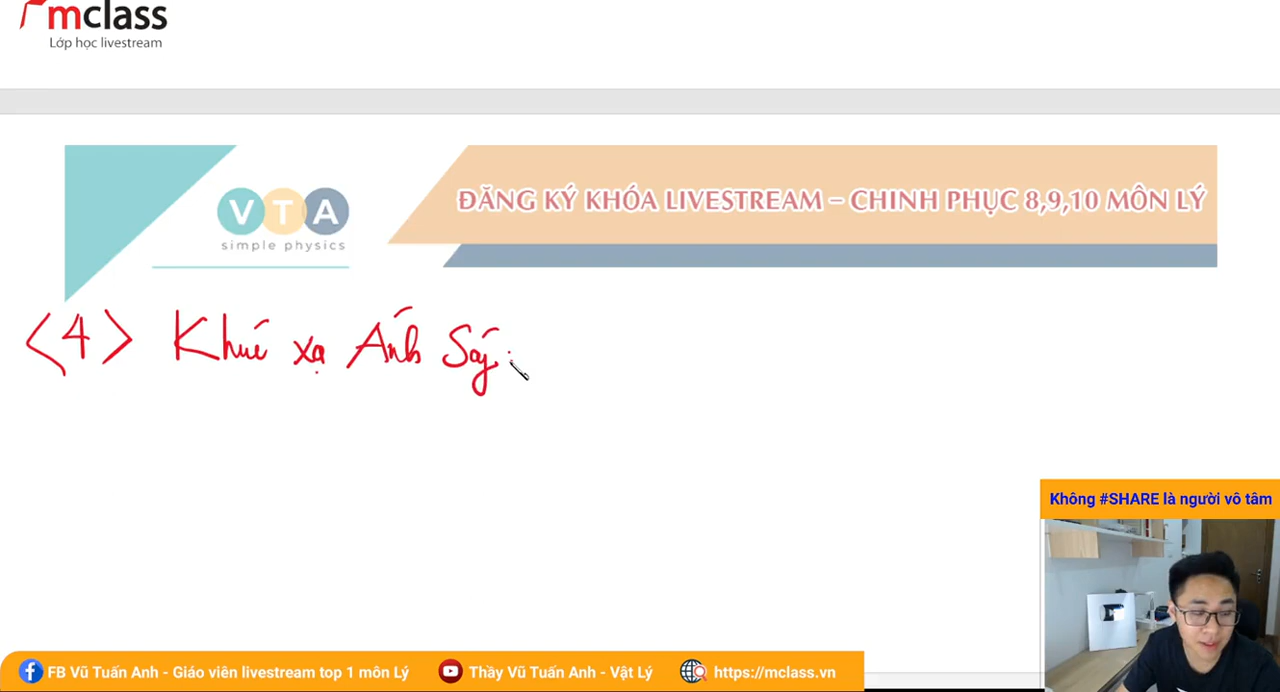 mclass
Lớp học livestream
VTA
simple physics
ĐĂNG KÝ KHÓA LIVESTREAM – CHINH PHỤC 8,9,10 MÔN LÝ
<4> Khúc xạ Ánh Sáng
Không #SHARE là người vô tâm
FB Vũ Tuấn Anh - Giáo viên livestream top 1 môn Lý
Thầy Vũ Tuấn Anh - Vật Lý
https://mclass.vn